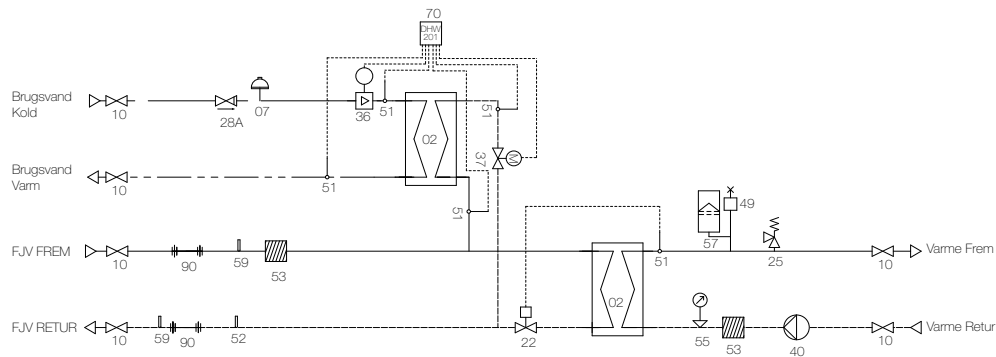 70
DHW
201
Brugsvand
Kold
10
28A
07
36
51
02
51
37
M
Brugsvand
Varm
10
51
51
FJV FREM
10
90
59
53
51
57
49
25
10
Varme Frem
02
FJV RETUR
10
59
90
52
22
55
53
40
10
Varme Retur